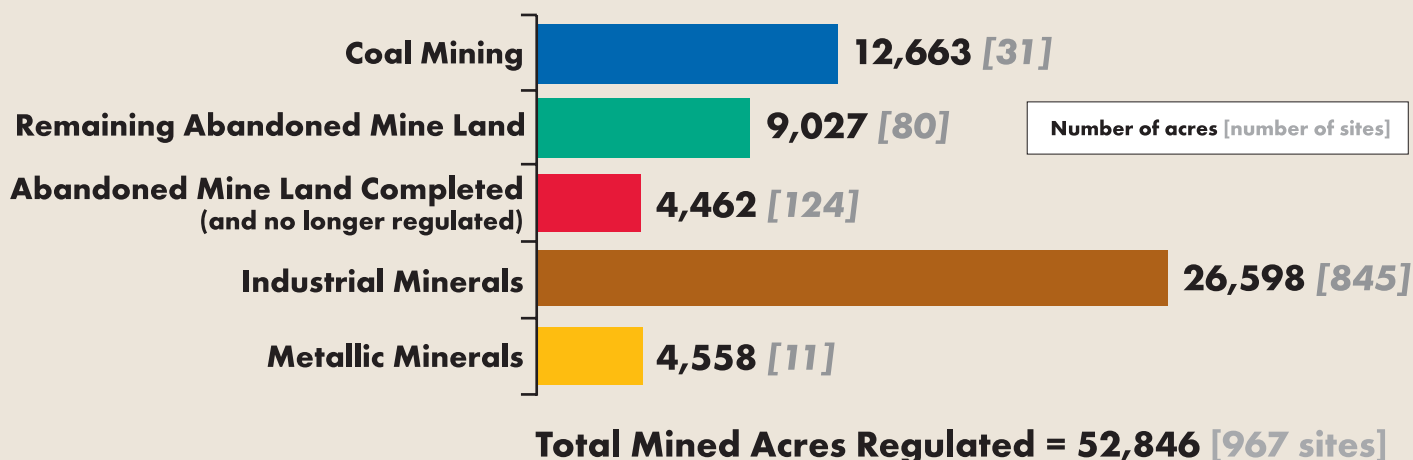 Coal Mining 12,663 [31]
Remaining Abandoned Mine Land 9,027 [80]
Number of acres [number of sites]
Abandoned Mine Land Completed
(and no longer regulated)
4,462 [124]
Industrial Minerals 26,598 [845]
Metallic Minerals 4,558 [11]
Total Mined Acres Regulated = 52,846 [967 sites]